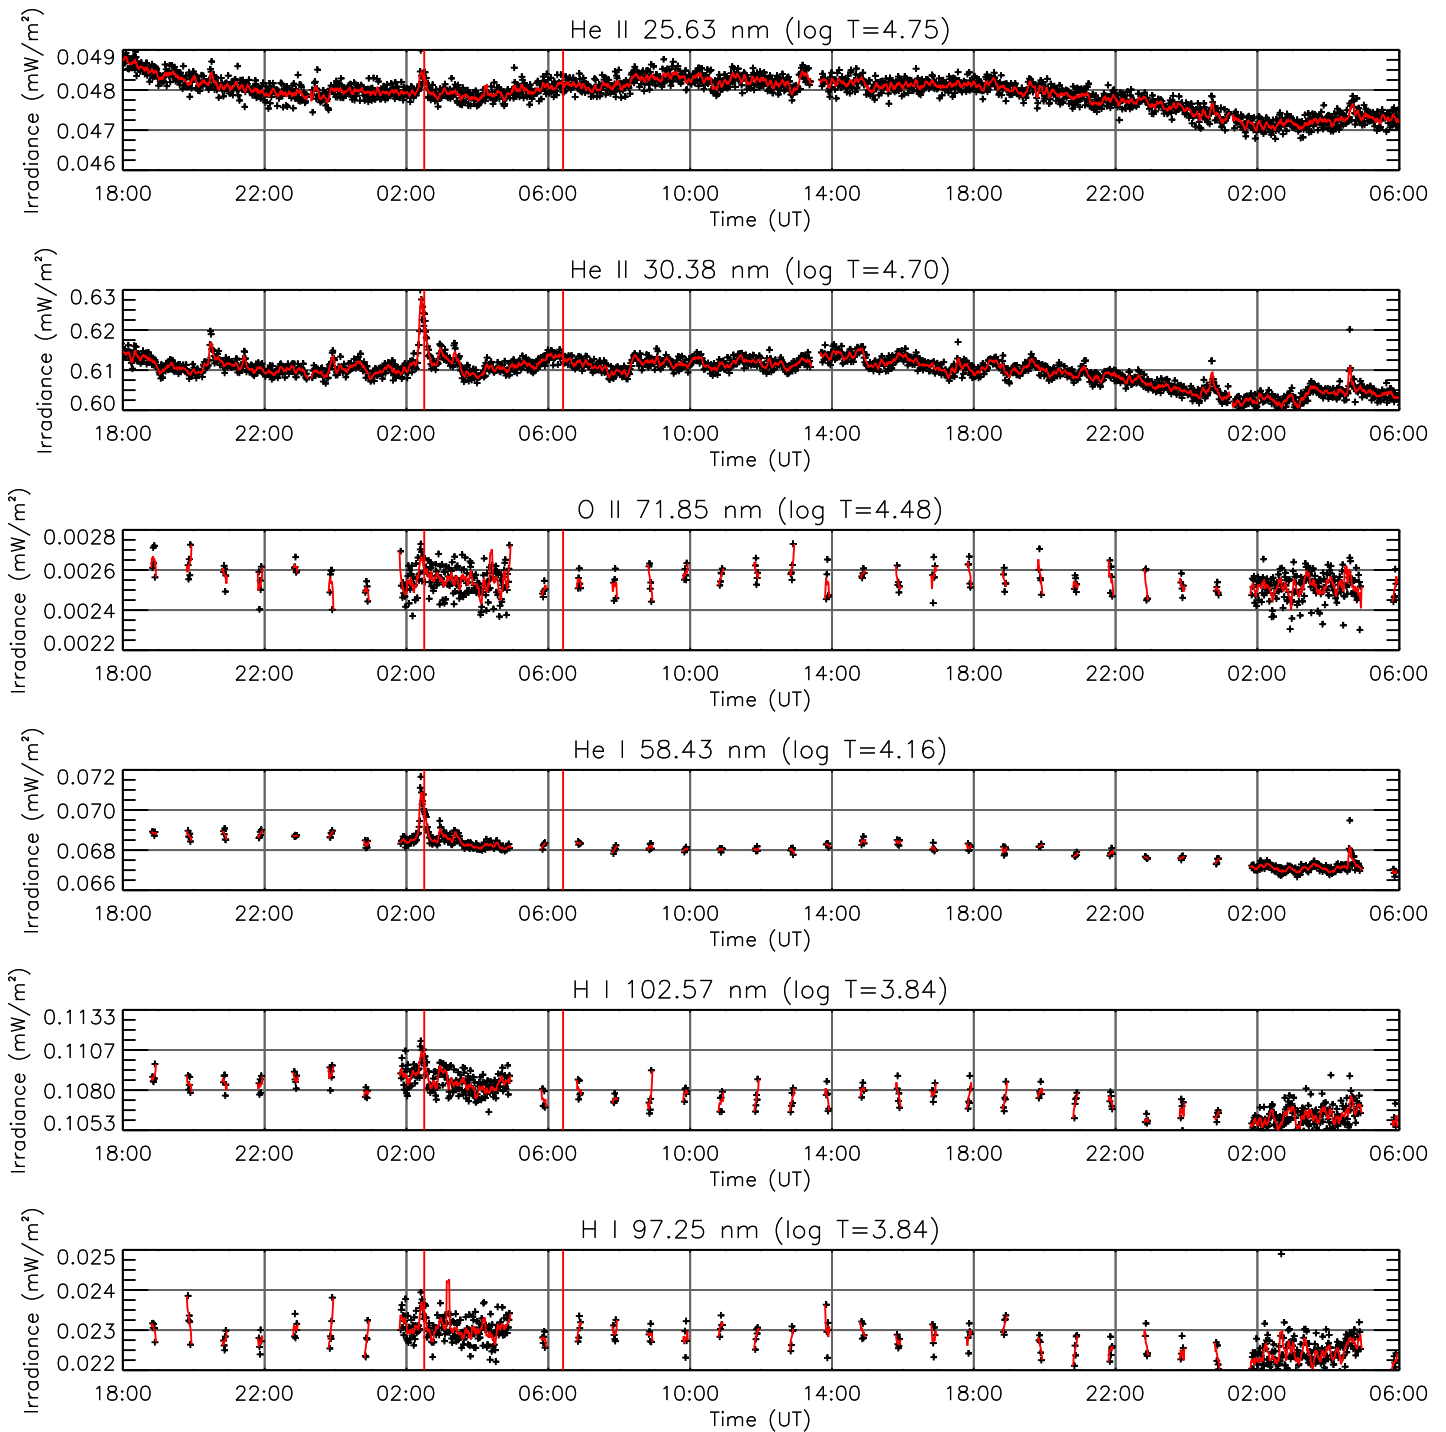 He II 25.63 nm (log T=4.75)
Irradiance (mW/m²)
0.049
0.048
0.047
0.046
18:00 22:00 02:00 06:00 10:00 14:00 18:00 22:00 02:00 06:00
Time (UT)
He II 30.38 nm (log T=4.70)
Irradiance (mW/m²)
0.63
0.62
0.61
0.60
18:00 22:00 02:00 06:00 10:00 14:00 18:00 22:00 02:00 06:00
Time (UT)
O II 71.85 nm (log T=4.48)
Irradiance (mW/m²)
0.0028
0.0026
0.0024
0.0022
18:00 22:00 02:00 06:00 10:00 14:00 18:00 22:00 02:00 06:00
Time (UT)
He I 58.43 nm (log T=4.16)
Irradiance (mW/m²)
0.072
0.070
0.068
0.066
18:00 22:00 02:00 06:00 10:00 14:00 18:00 22:00 02:00 06:00
Time (UT)
H I 102.57 nm (log T=3.84)
Irradiance (mW/m²)
0.1133
0.1107
0.1080
0.1053
18:00 22:00 02:00 06:00 10:00 14:00 18:00 22:00 02:00 06:00
Time (UT)
H I 97.25 nm (log T=3.84)
Irradiance (mW/m²)
0.025
0.024
0.023
0.022
18:00 22:00 02:00 06:00 10:00 14:00 18:00 22:00 02:00 06:00
Time (UT)